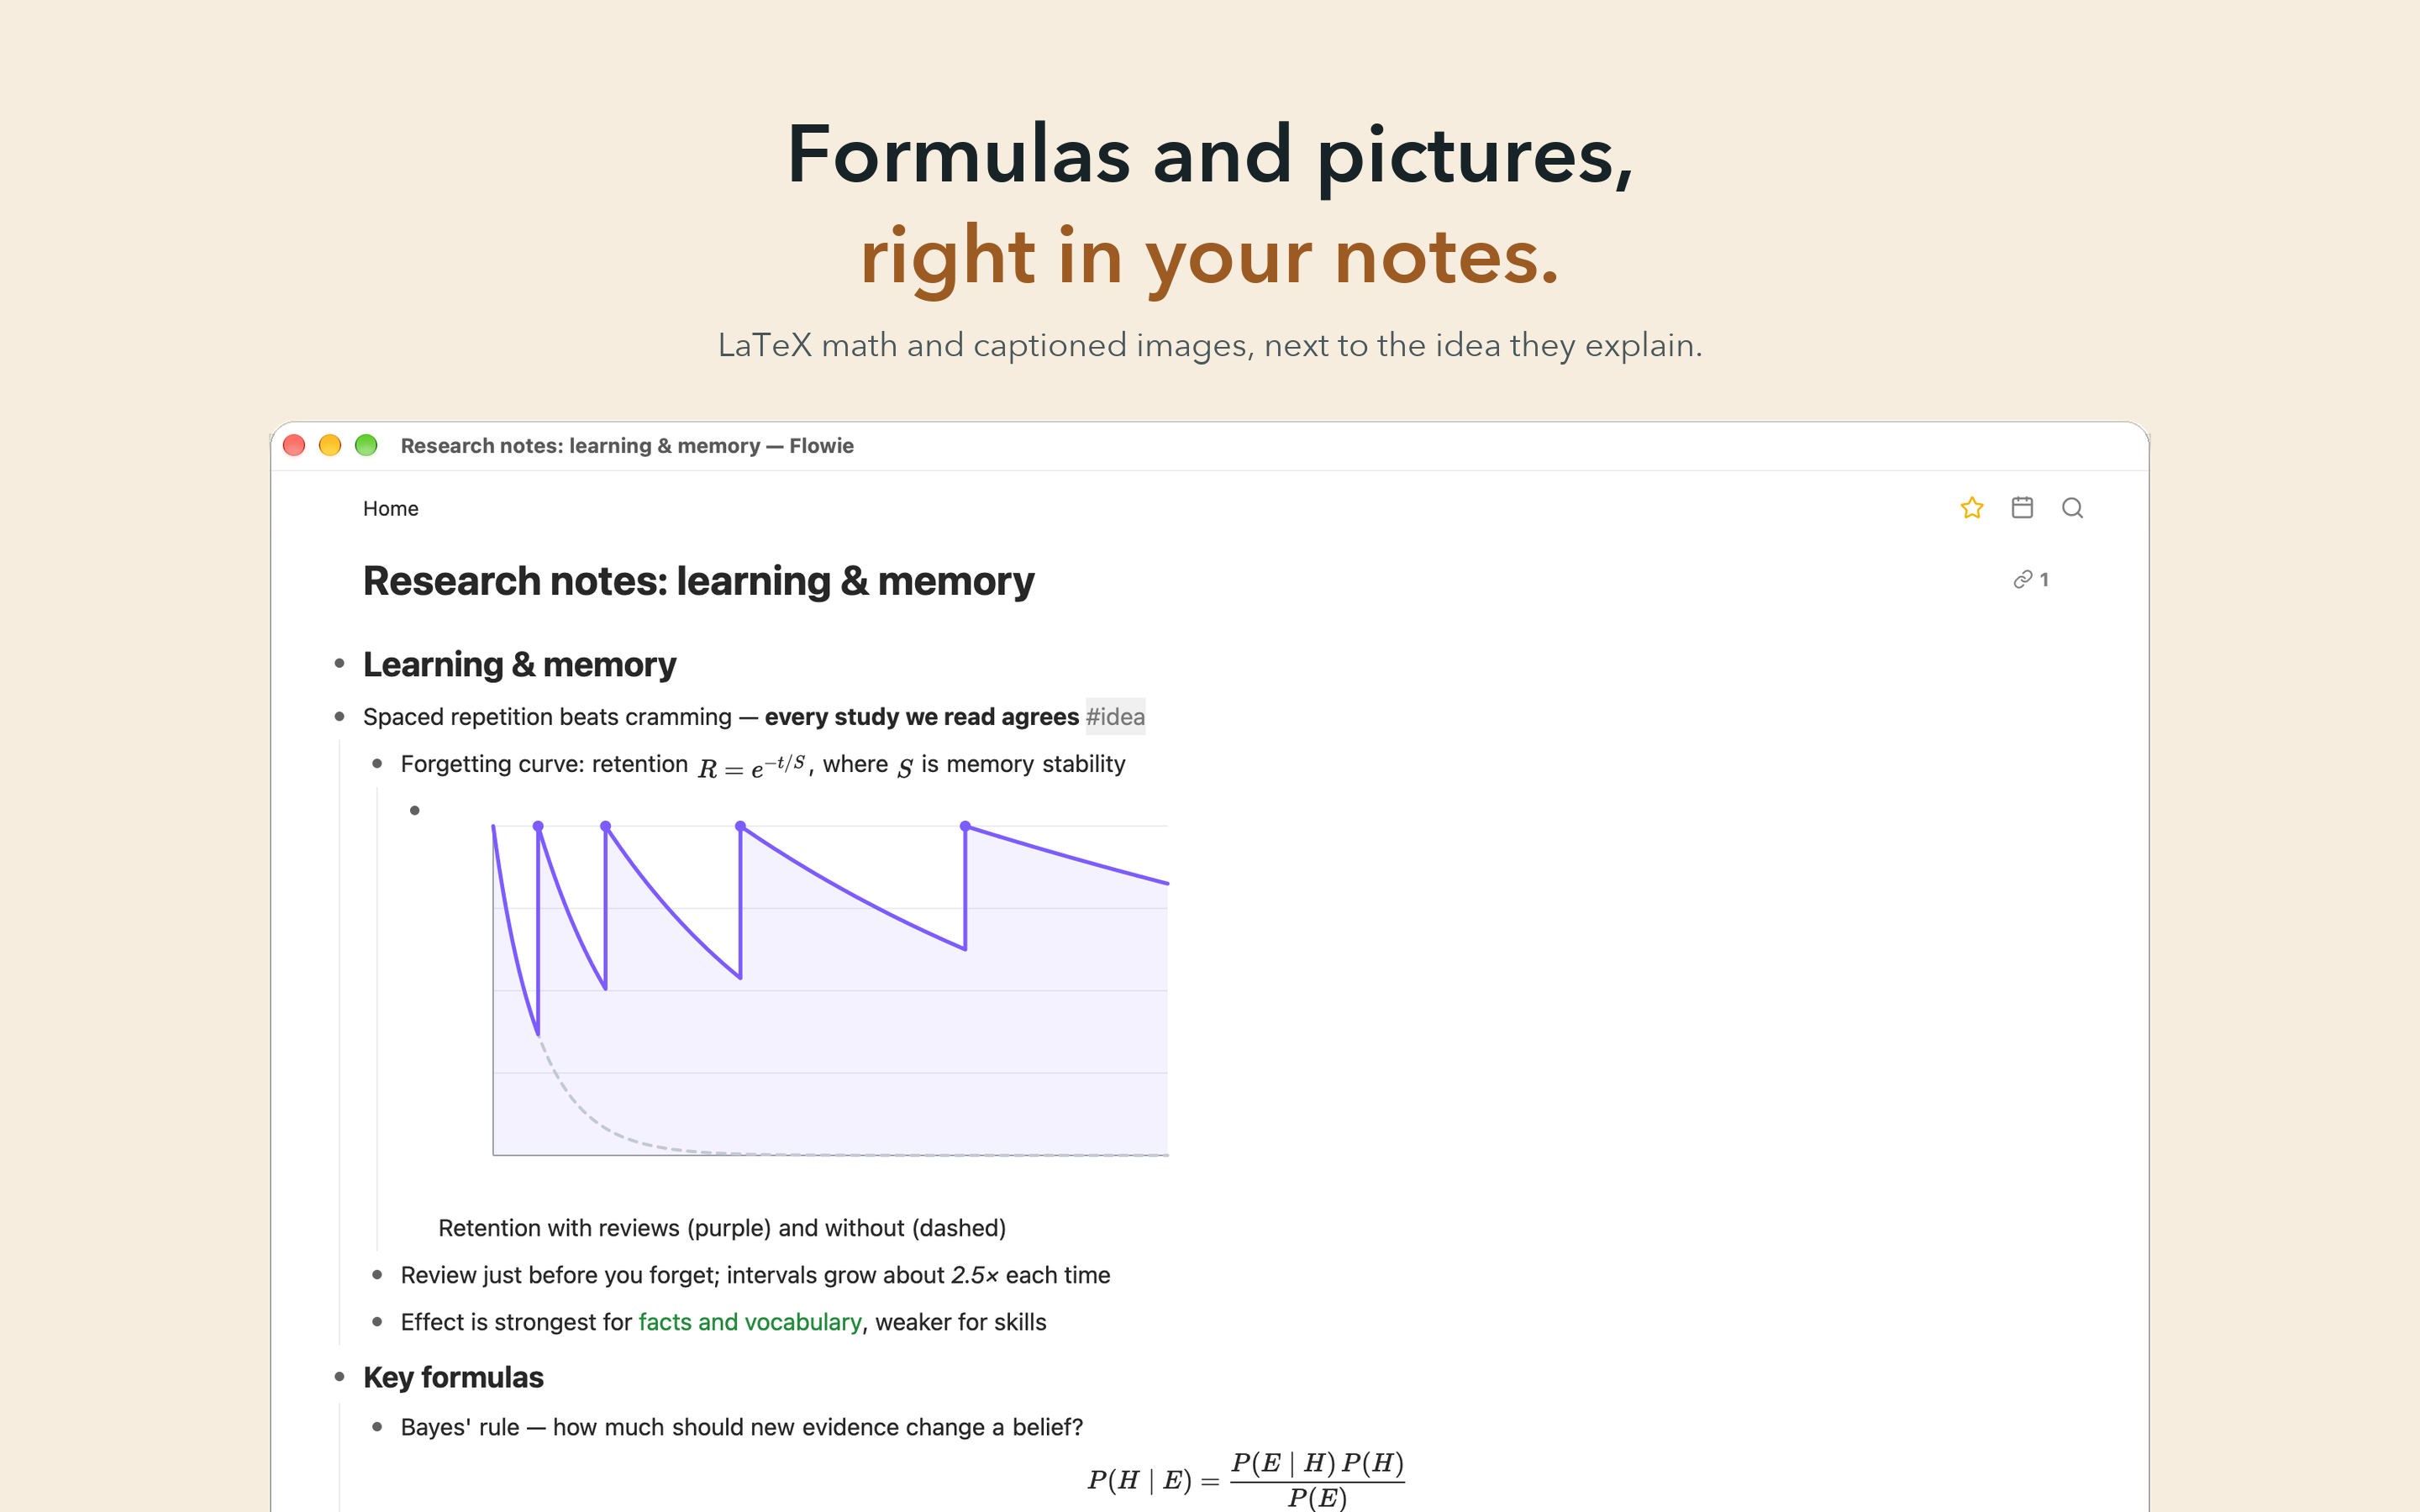 Formulas and pictures,
right in your notes.
LaTeX math and captioned images, next to the idea they explain.
Research notes: learning & memory — Flowie
Home
Research notes: learning & memory
1
Learning & memory
Spaced repetition beats cramming — every study we read agrees #idea
Forgetting curve: retention R = e^{−t/S}, where S is memory stability
Retention with reviews (purple) and without (dashed)
Review just before you forget; intervals grow about 2.5× each time
Effect is strongest for facts and vocabulary, weaker for skills
Key formulas
Bayes' rule — how much should new evidence change a belief?
P(H | E) = \frac{P(E | H) P(H)}{P(E)}